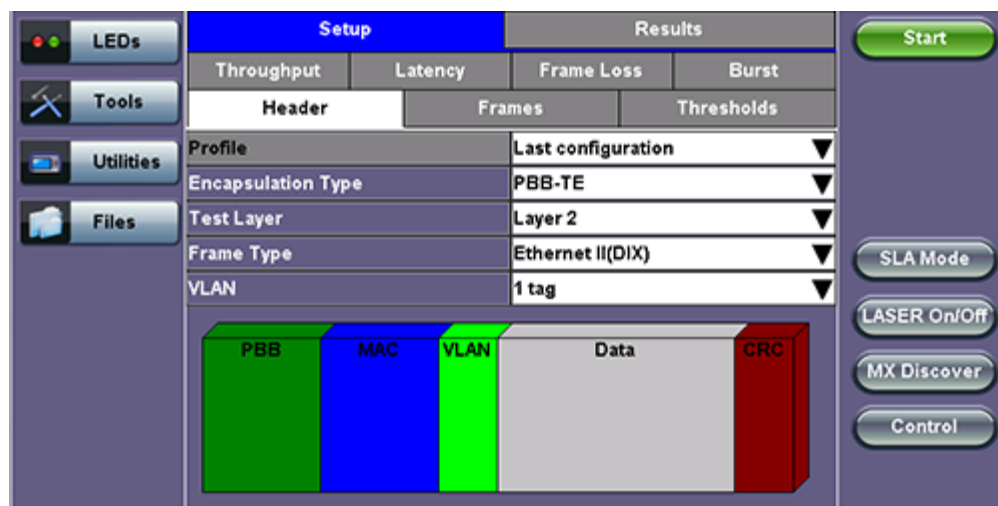 LEDs
Tools
Utilities
Files
Setup
Results
Throughput
Latency
Frame Loss
Burst
Header
Frames
Thresholds
Profile
Last configuration
Encapsulation Type
PBB-TE
Test Layer
Layer 2
Frame Type
Ethernet II(DIX)
VLAN
1 tag
PBB
MAC
VLAN
Data
CRC
Start
SLA Mode
LASER On/Off
MX Discover
Control